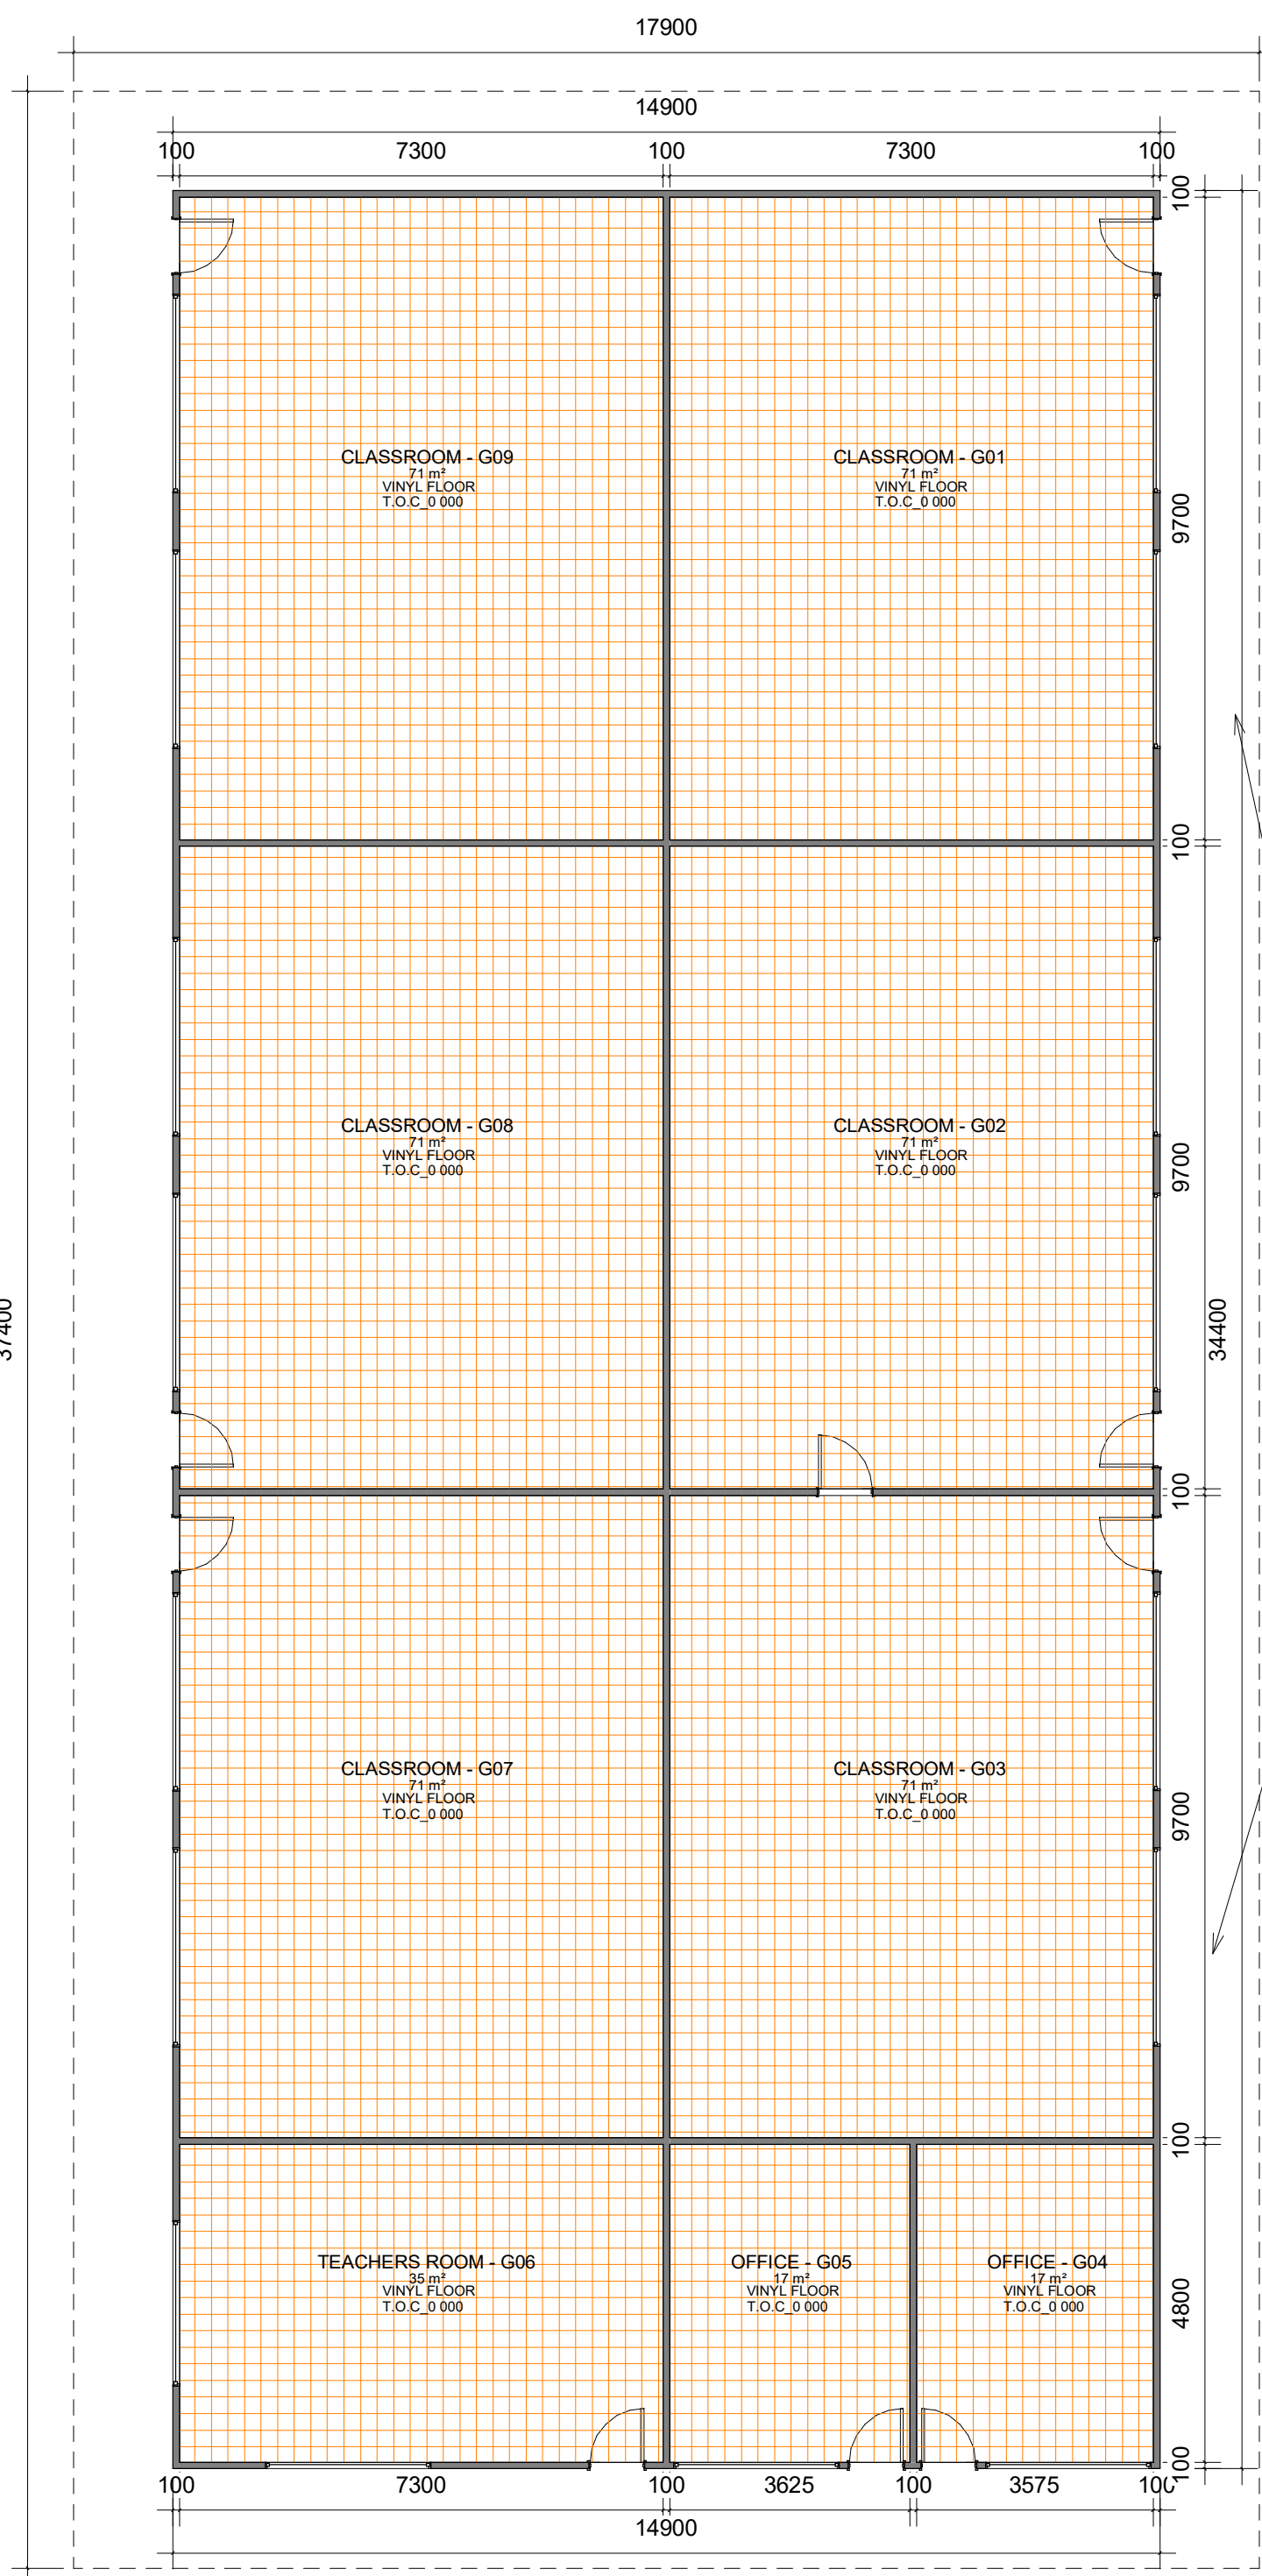 17900
14900
100 7300 100 7300 100
100
CLASSROOM - G09
71 m²
VINYL FLOOR
T.O.C_0 000
CLASSROOM - G01
71 m²
VINYL FLOOR
T.O.C_0 000
9700
100
CLASSROOM - G08
71 m²
VINYL FLOOR
T.O.C_0 000
CLASSROOM - G02
71 m²
VINYL FLOOR
T.O.C_0 000
9700
37400
34400
100
CLASSROOM - G07
71 m²
VINYL FLOOR
T.O.C_0 000
CLASSROOM - G03
71 m²
VINYL FLOOR
T.O.C_0 000
9700
100
TEACHERS ROOM - G06
35 m²
VINYL FLOOR
T.O.C_0 000
OFFICE - G05
17 m²
VINYL FLOOR
T.O.C_0 000
OFFICE - G04
17 m²
VINYL FLOOR
T.O.C_0 000
4800
100
100 7300 100 3625 100 3575 100
14900